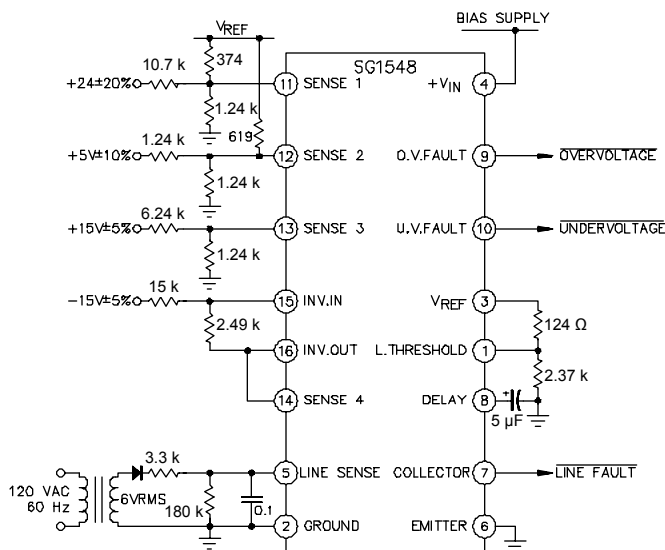 BIAS SUPPLY
VREF
10.7 k
374
SG1548
+24±20%
11 SENSE 1
+VIN 4
1.24 k
1.24 k
619
+5V±10%
12 SENSE 2
O.V.FAULT 9
OVERVOLTAGE
1.24 k
6.24 k
+15V±5%
13 SENSE 3
U.V.FAULT 10
UNDERVOLTAGE
1.24 k
15 k
−15V±5%
15 INV.IN
VREF 3
2.49 k
124 Ω
16 INV.OUT
L.THRESHOLD 1
2.37 k
14 SENSE 4
DELAY 8
+
5 µF
3.3 k
5 LINE SENSE
COLLECTOR 7
LINE FAULT
120 VAC
60 Hz
6VRMS
180 k
0.1
2 GROUND
EMITTER 6